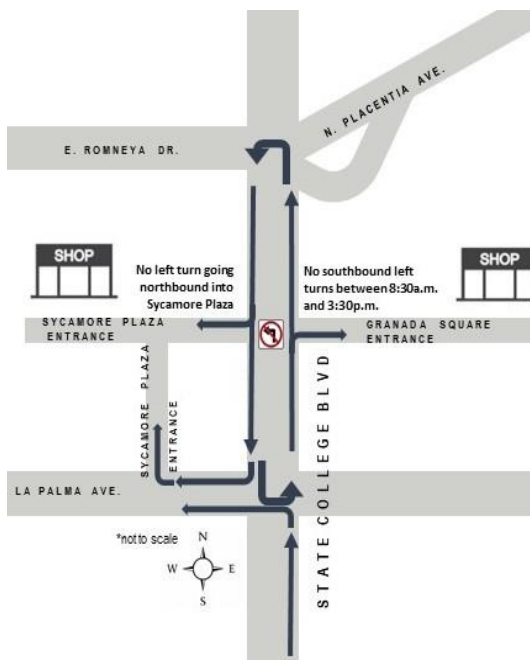 N. PLACENTIA AVE.
E. ROMNEYA DR.
SHOP
SHOP
No left turn going
northbound into
Sycamore Plaza
No southbound left
turns between 8:30a.m.
and 3:30p.m.
SYCAMORE PLAZA
ENTRANCE
GRANADA SQUARE
ENTRANCE
SYCAMORE PLAZA
ENTRANCE
STATE COLLEGE BLVD
LA PALMA AVE.
*not to scale
N
W
E
S